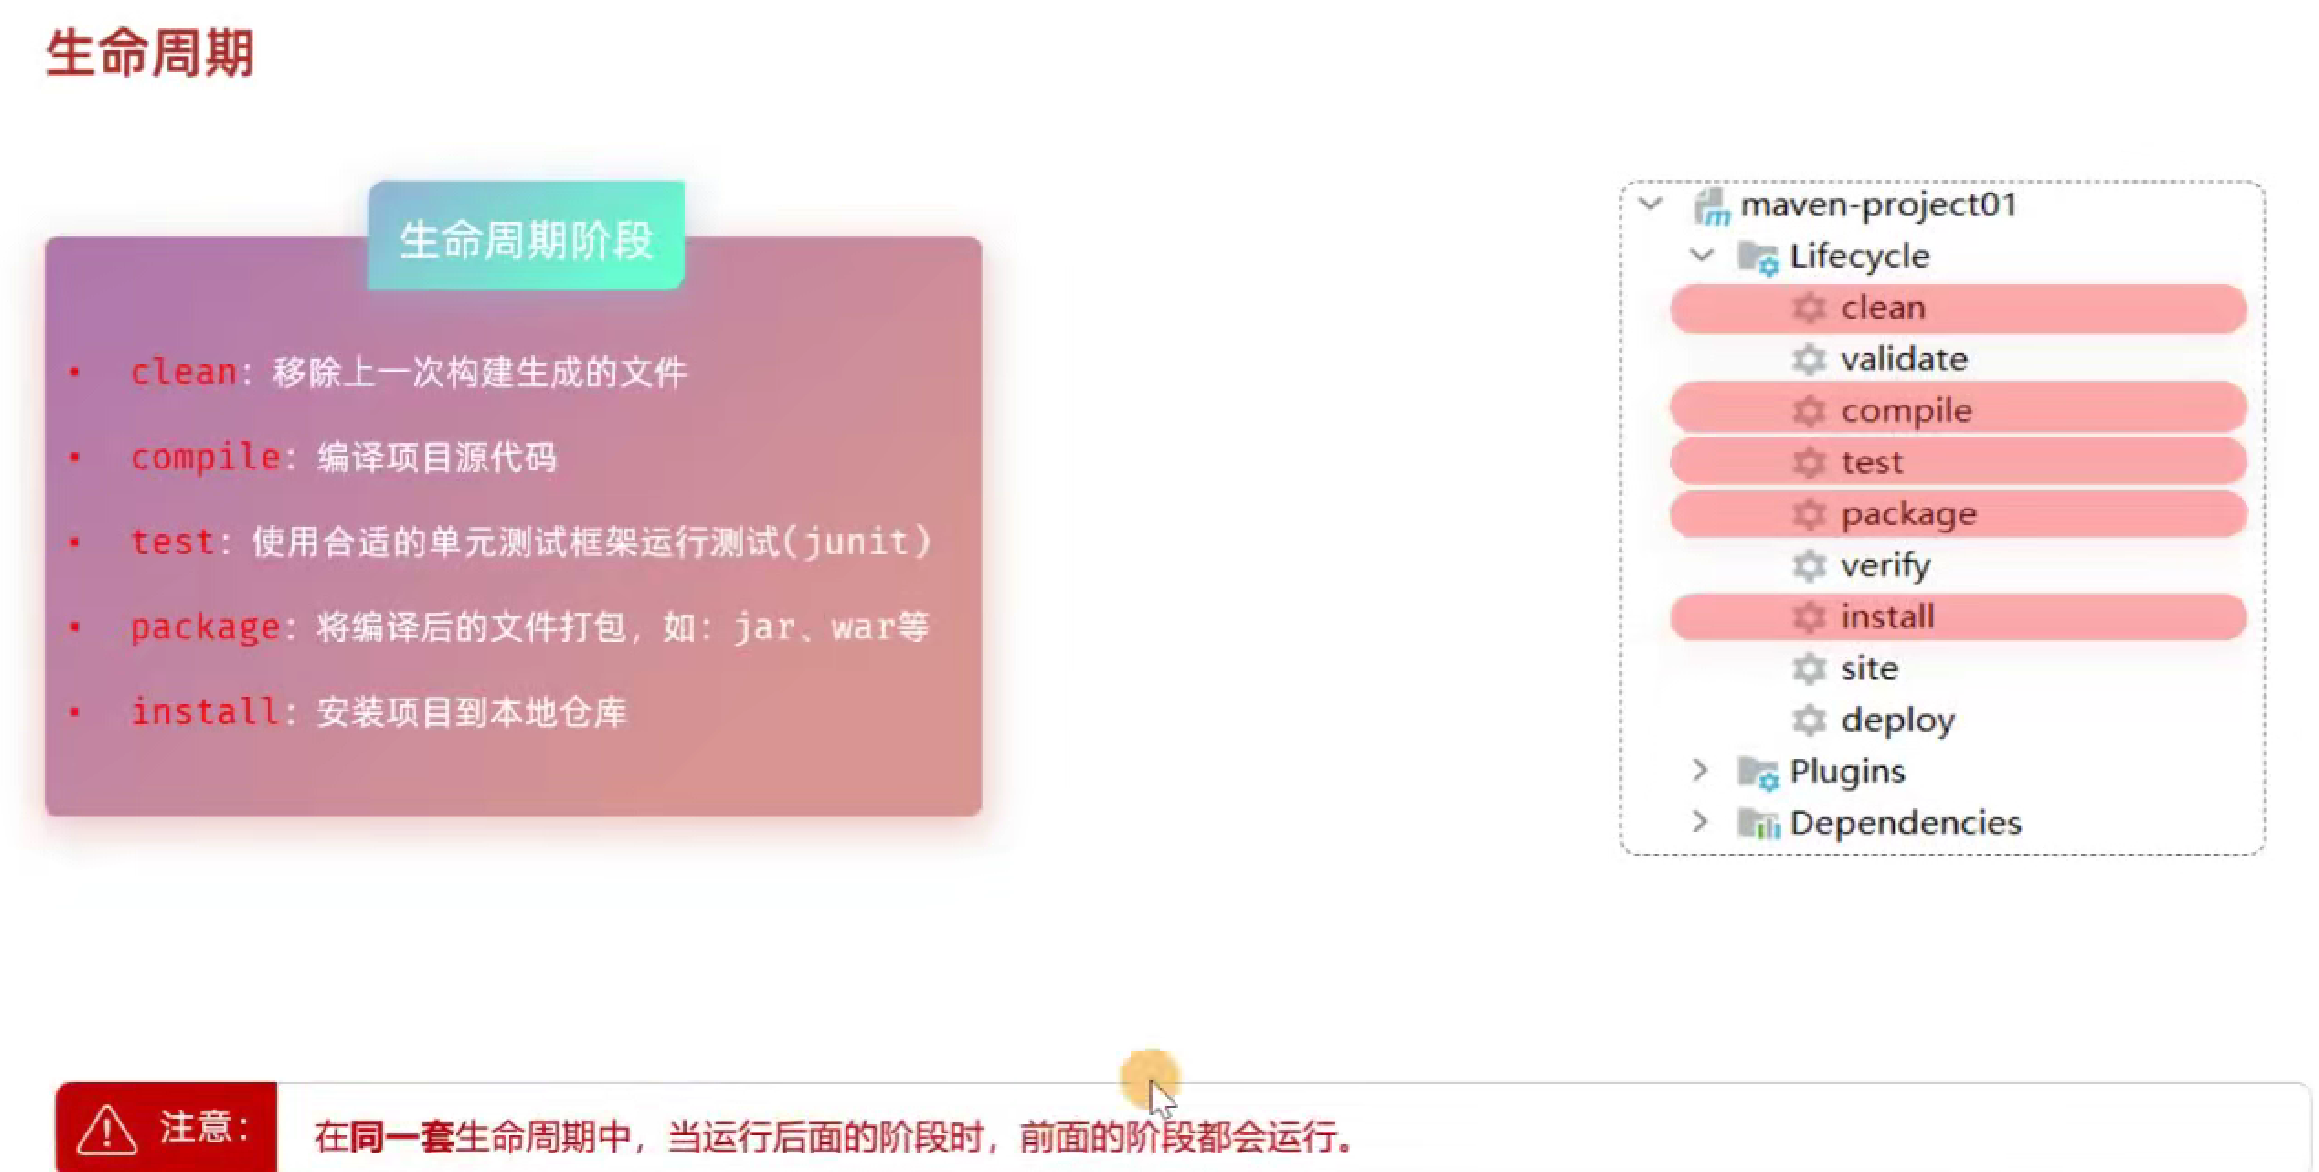 生命周期
生命周期阶段
• clean：移除上一次构建生成的文件
• compile：编译项目源代码
• test：使用合适的单元测试框架运行测试(junit)
• package：将编译后的文件打包，如：jar、war等
• install：安装项目到本地仓库
maven-project01
Lifecycle
clean
validate
compile
test
package
verify
install
site
deploy
Plugins
Dependencies
注意：
在同一套生命周期中，当运行后面的阶段时，前面的阶段都会运行。